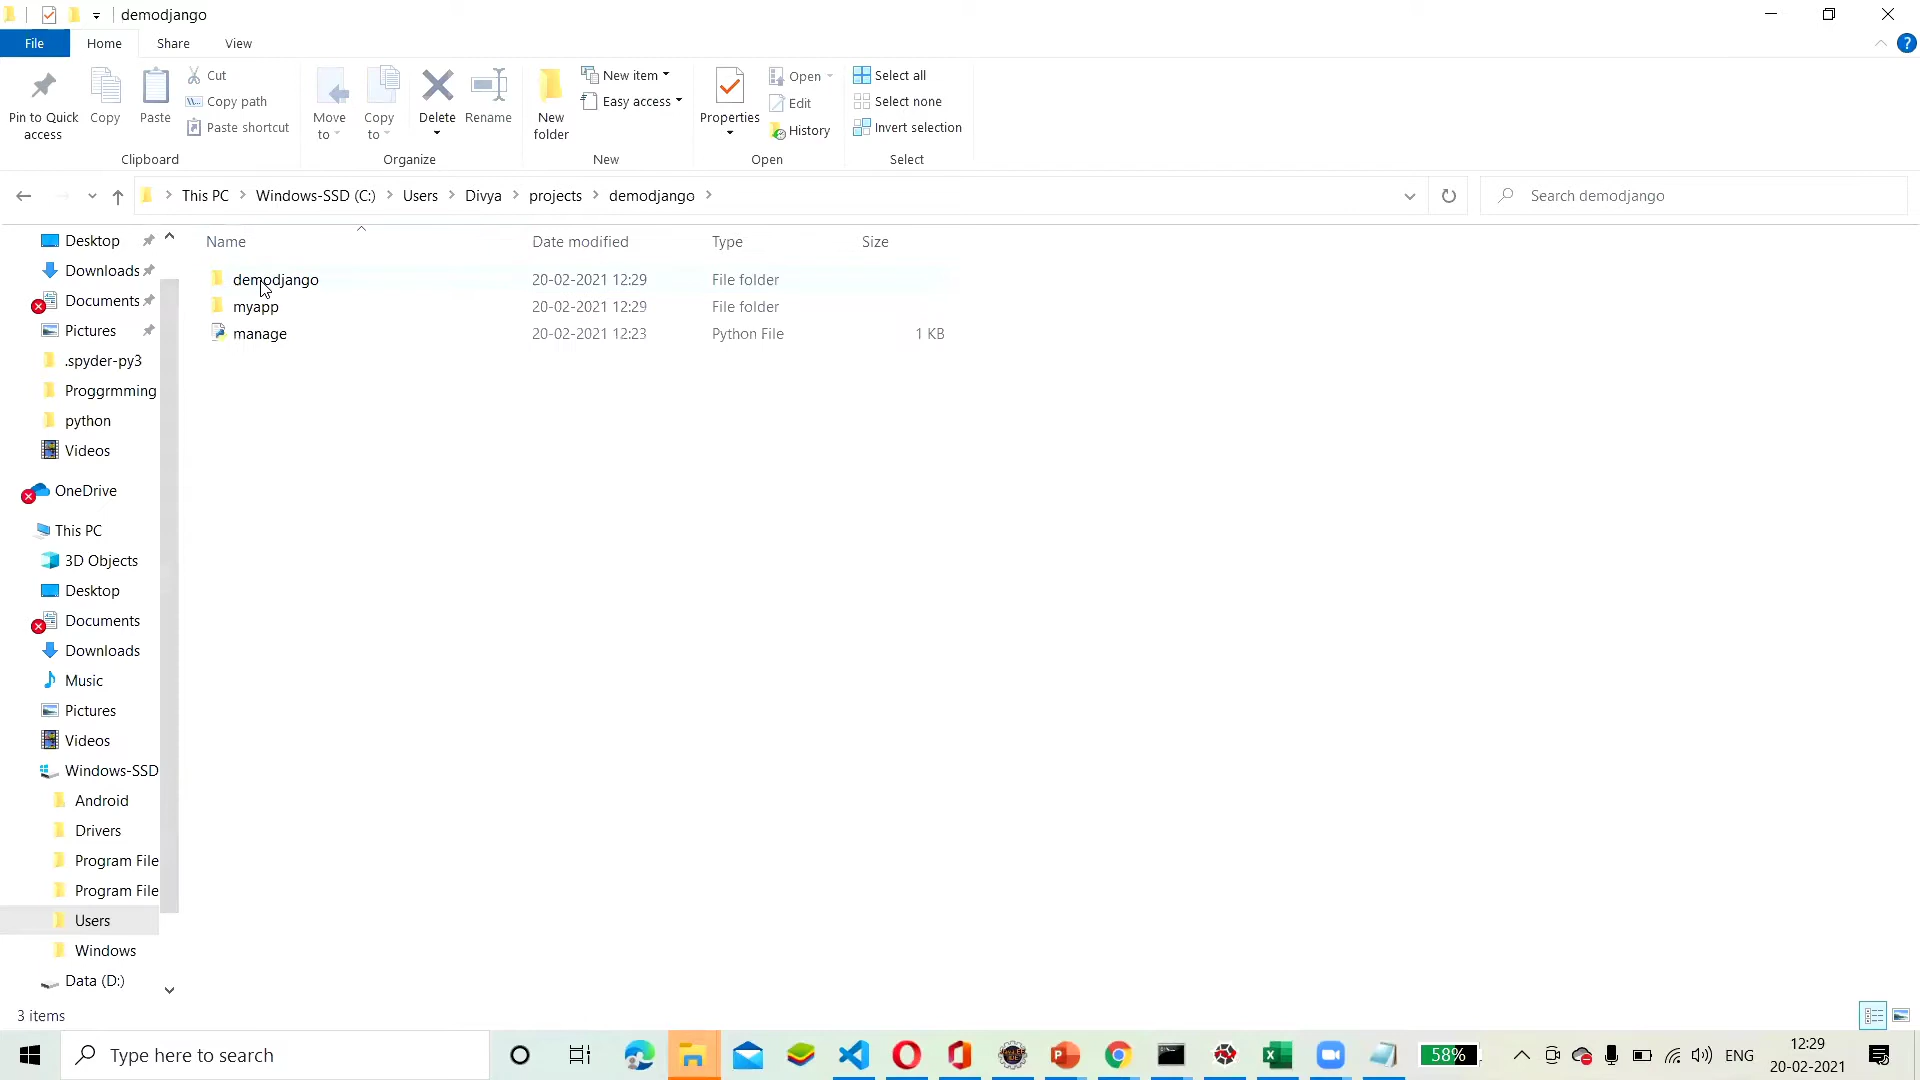 demodjango
File Home Share View
Pin to Quick access
Copy
Paste
Cut
Copy path
Paste shortcut
Clipboard
Move to
Copy to
Delete
Rename
Organize
New folder
New item
Easy access
New
Properties
Open
Edit
History
Open
Select all
Select none
Invert selection
Select
This PC Windows-SSD (C:) Users Divya projects demodjango
Search demodjango
Name Date modified Type Size
demodjango 20-02-2021 12:29 File folder
myapp 20-02-2021 12:29 File folder
manage 20-02-2021 12:23 Python File 1 KB
Desktop
Downloads
Documents
Pictures
.spyder-py3
Proggrmming
python
Videos
OneDrive
This PC
3D Objects
Desktop
Documents
Downloads
Music
Pictures
Videos
Windows-SSD
Android
Drivers
Program File
Program File
Users
Windows
Data (D:)
3 items
Type here to search
58%
ENG
12:29
20-02-2021